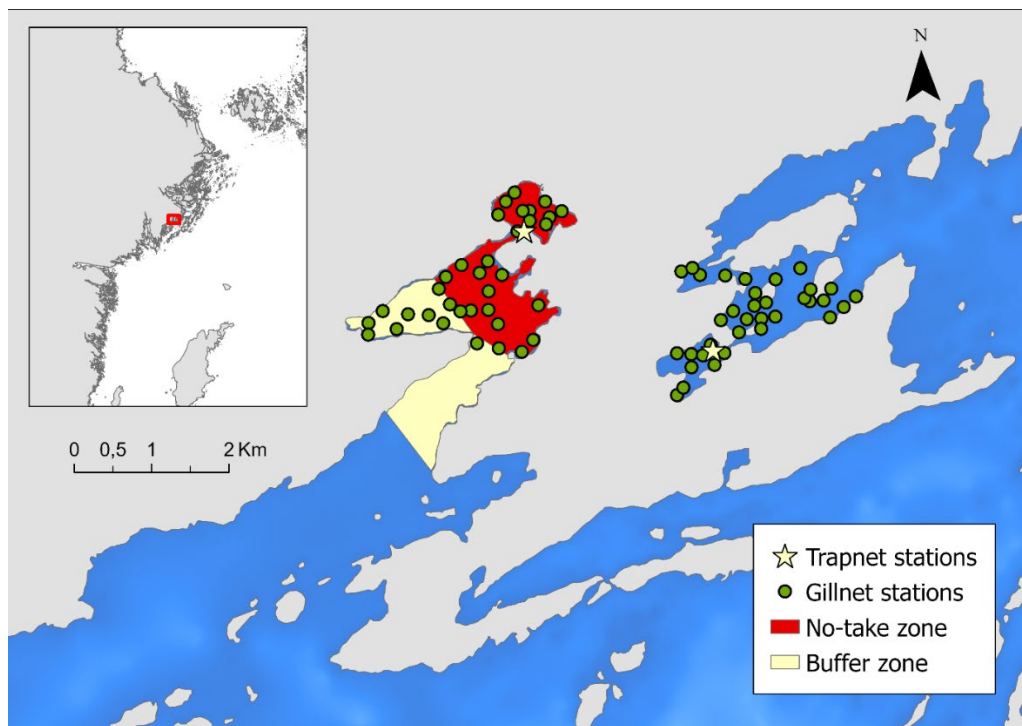 N
0 0,5 1 2 Km
Trapnet stations
Gillnet stations
No-take zone
Buffer zone